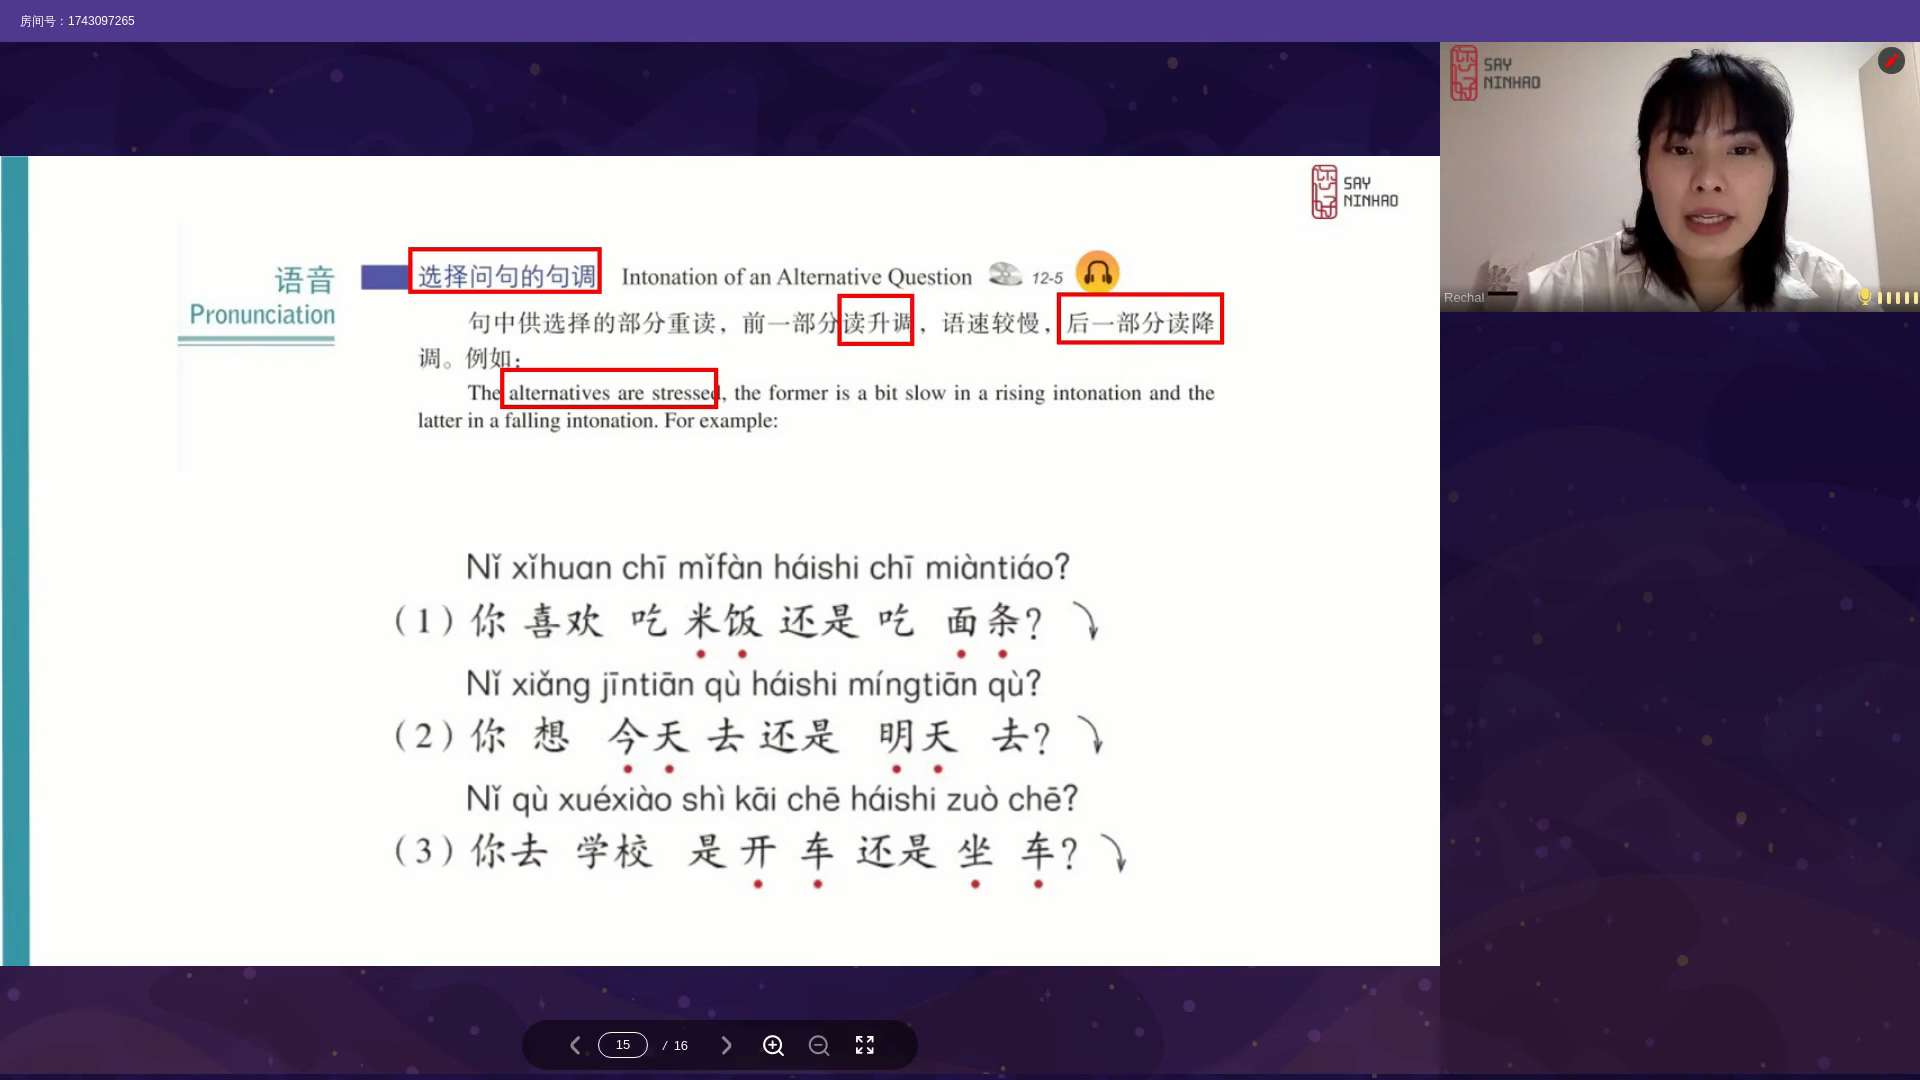 房间号：1743097265
SAY
NINHAO
Rechal
SAY
NINHAO
语音
Pronunciation
选择问句的句调 Intonation of an Alternative Question 12-5
句中供选择的部分重读，前一部分读升调，语速较慢，后一部分读降
调。例如：
The alternatives are stressed, the former is a bit slow in a rising intonation and the
latter in a falling intonation. For example:
Nǐ xǐhuan chī mǐfàn háishi chī miàntiáo?
（1）你 喜欢 吃 米饭 还是 吃 面条？
Nǐ xiǎng jīntiān qù háishi míngtiān qù?
（2）你 想 今天 去 还是 明天 去？
Nǐ qù xuéxiào shì kāi chē háishi zuò chē?
（3）你去 学校 是 开 车 还是 坐 车？
15 / 16